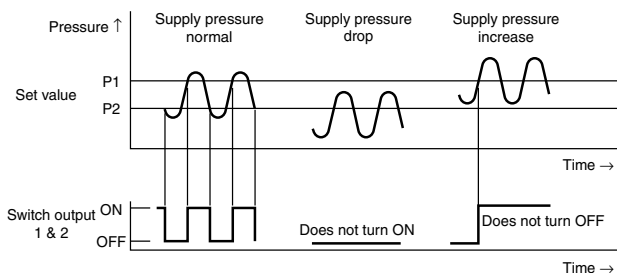 Pressure ↑
Supply pressure
normal
Supply pressure
drop
Supply pressure
increase
P1
Set value
P2
Time →
ON
Switch output
1 & 2
OFF
Does not turn ON
Does not turn OFF
Time →